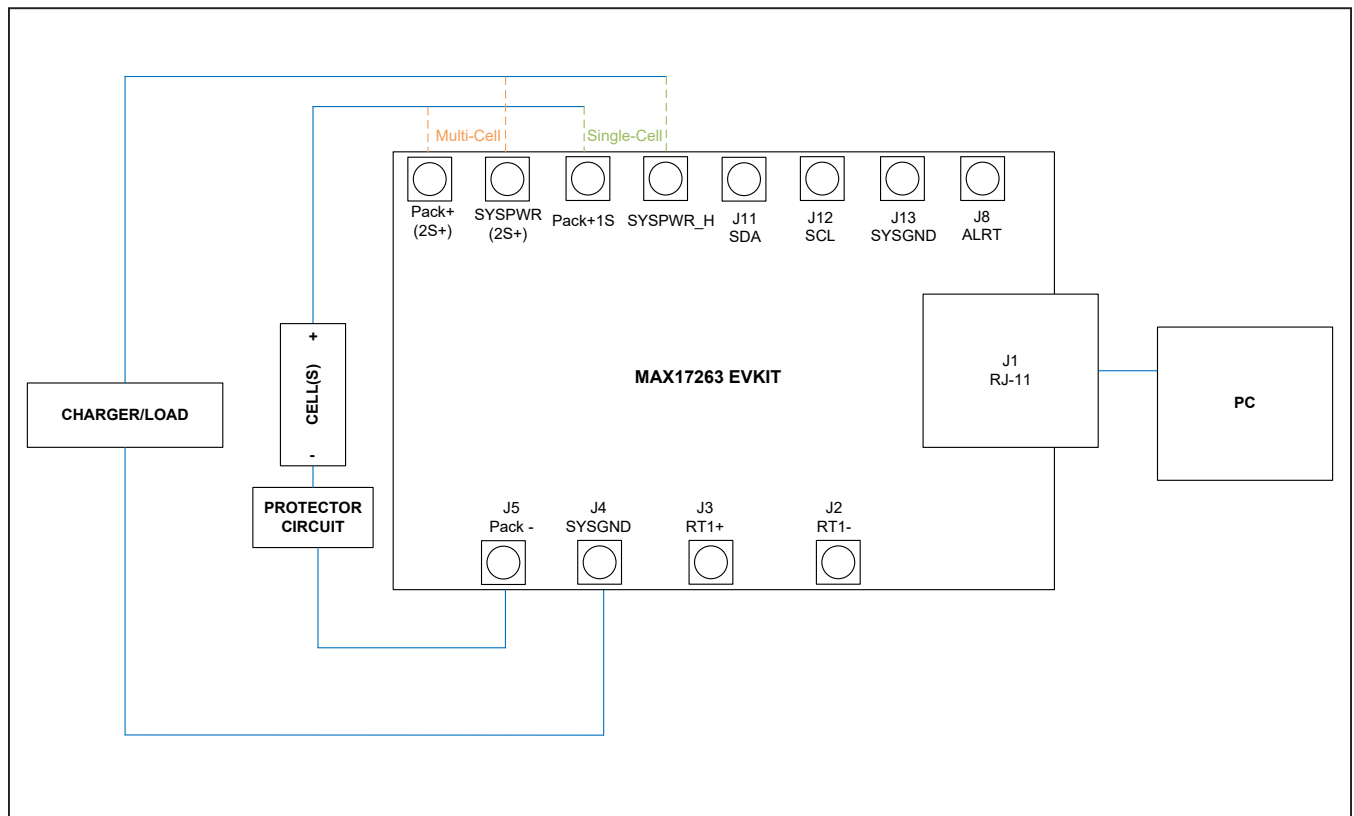 Multi-Cell
Single-Cell
Pack+
(2S+)
SYSPWR
(2S+)
Pack+1S
SYSPWR_H
J11
SDA
J12
SCL
J13
SYSGND
J8
ALRT
+
CELL(S)
-
CHARGER/LOAD
PROTECTOR
CIRCUIT
MAX17263 EVKIT
J1
RJ-11
PC
J5
Pack -
J4
SYSGND
J3
RT1+
J2
RT1-